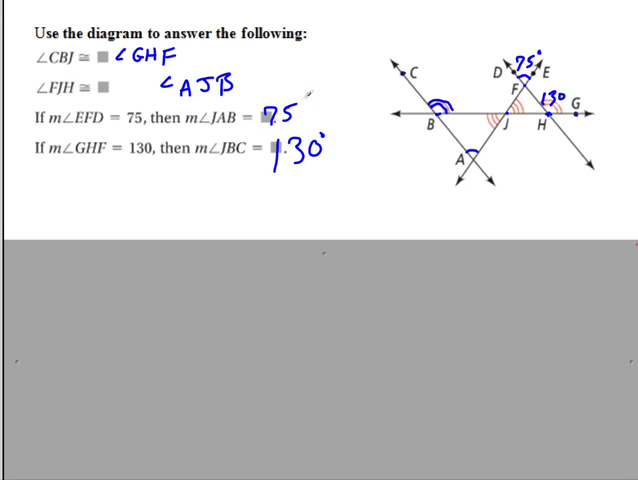 Use the diagram to answer the following:
∠CBJ ≅ ■ ∠GHF
∠FJH ≅ ■ ∠AJB
If m∠EFD = 75, then m∠JAB = ■. 75
If m∠GHF = 130, then m∠JBC = ■. 130°
75°
C D E
F 130 G
B J H
A